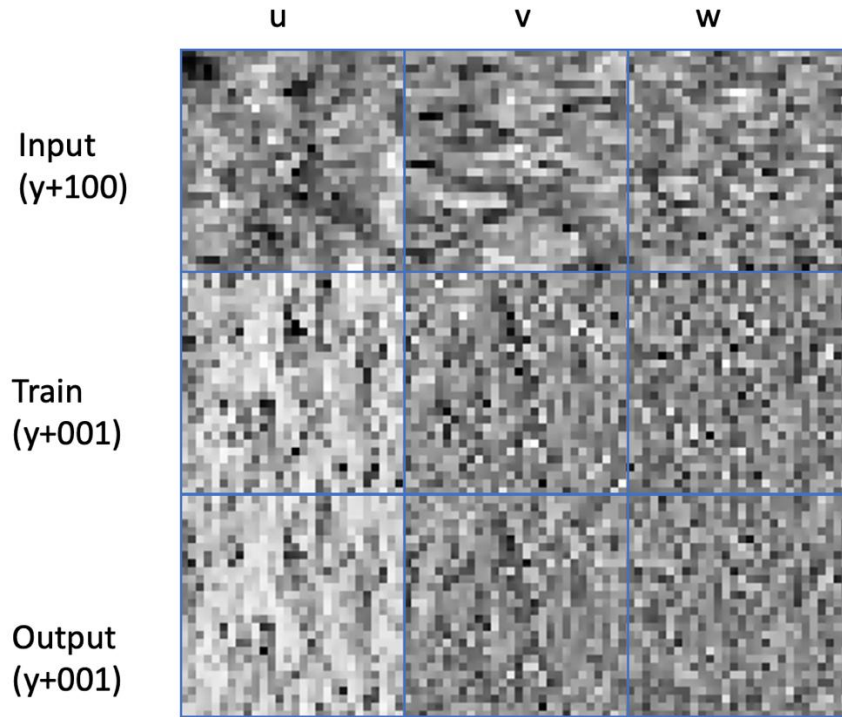 u v w
Input
(y+100)
Train
(y+001)
Output
(y+001)